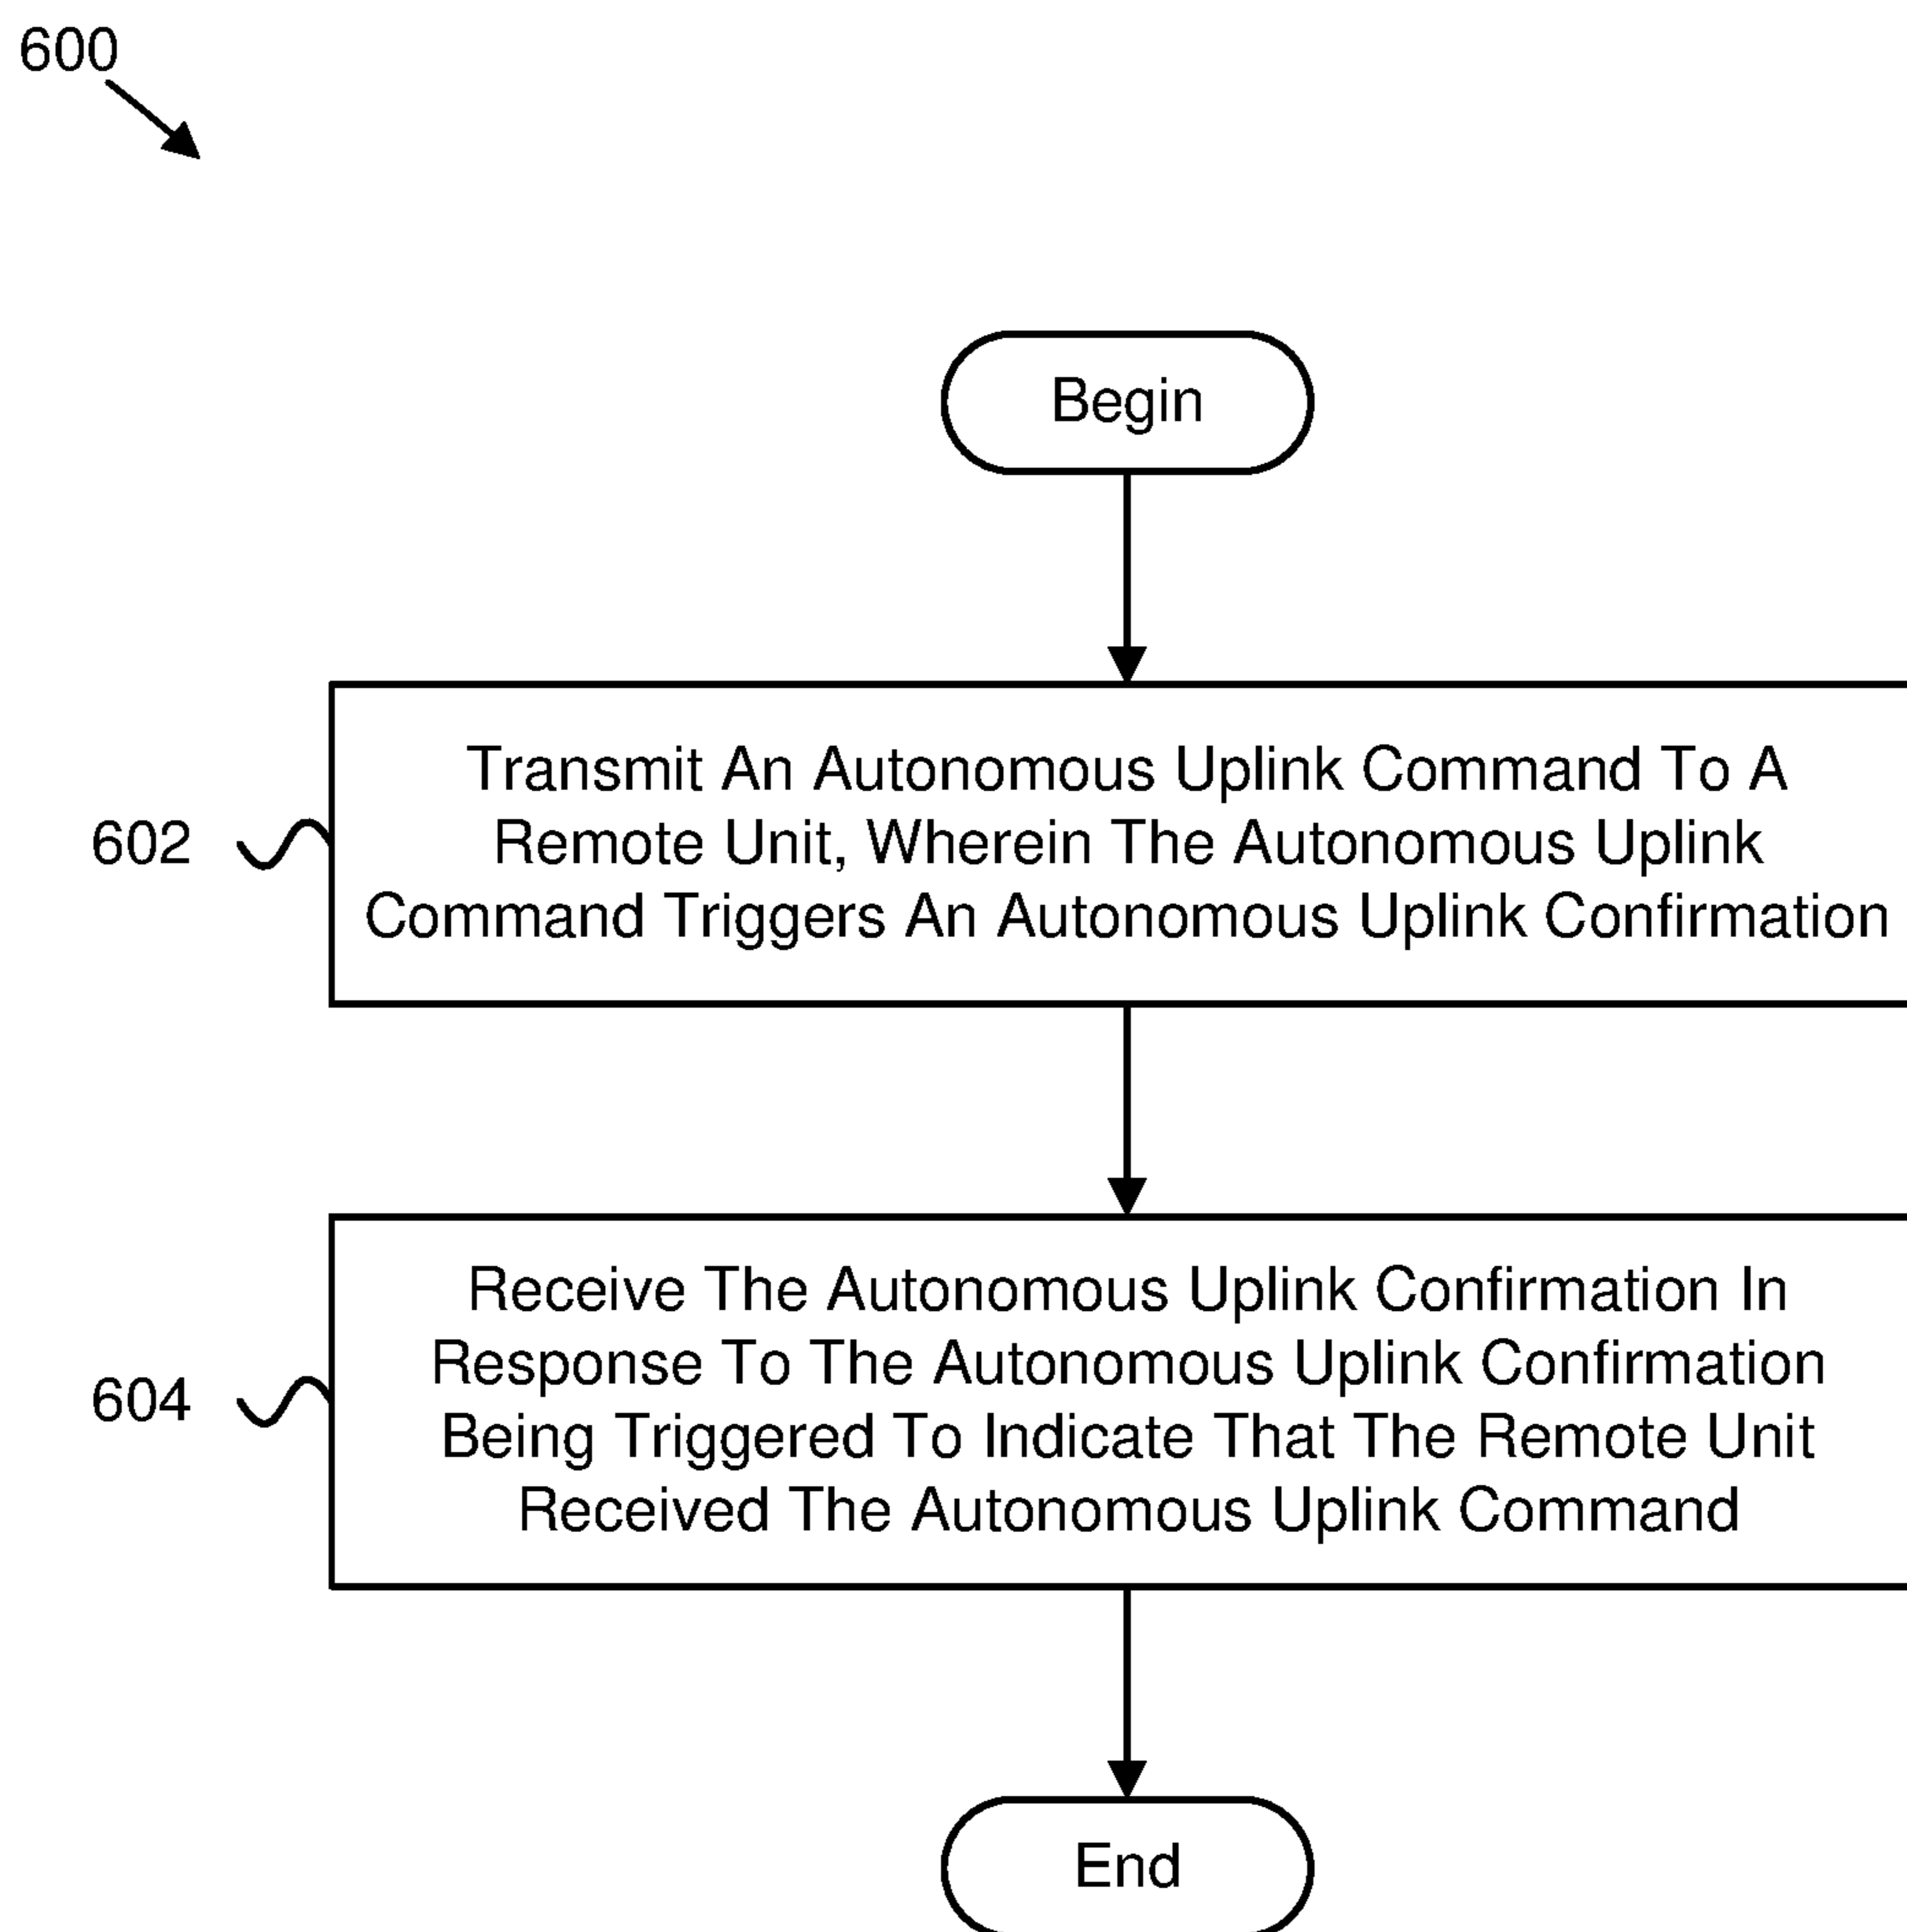 600
Begin
602
Transmit An Autonomous Uplink Command To A
Remote Unit, Wherein The Autonomous Uplink
Command Triggers An Autonomous Uplink Confirmation
604
Receive The Autonomous Uplink Confirmation In
Response To The Autonomous Uplink Confirmation
Being Triggered To Indicate That The Remote Unit
Received The Autonomous Uplink Command
End